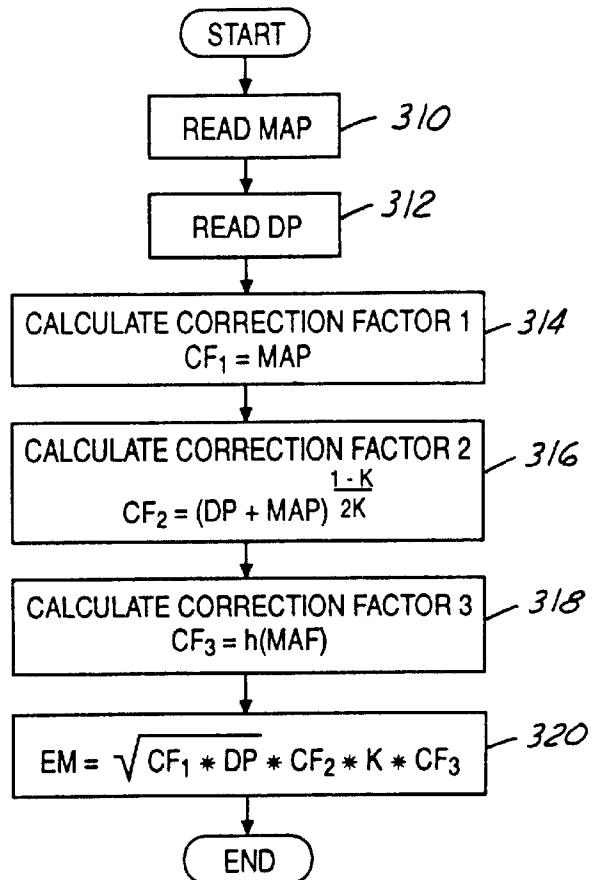 START
READ MAP
310
READ DP
312
CALCULATE CORRECTION FACTOR 1
CF₁ = MAP
314
CALCULATE CORRECTION FACTOR 2
CF₂ = (DP + MAP)^(1 - K / 2K)
316
CALCULATE CORRECTION FACTOR 3
CF₃ = h(MAF)
318
EM = √CF₁ * DP * CF₂ * K * CF₃
320
END